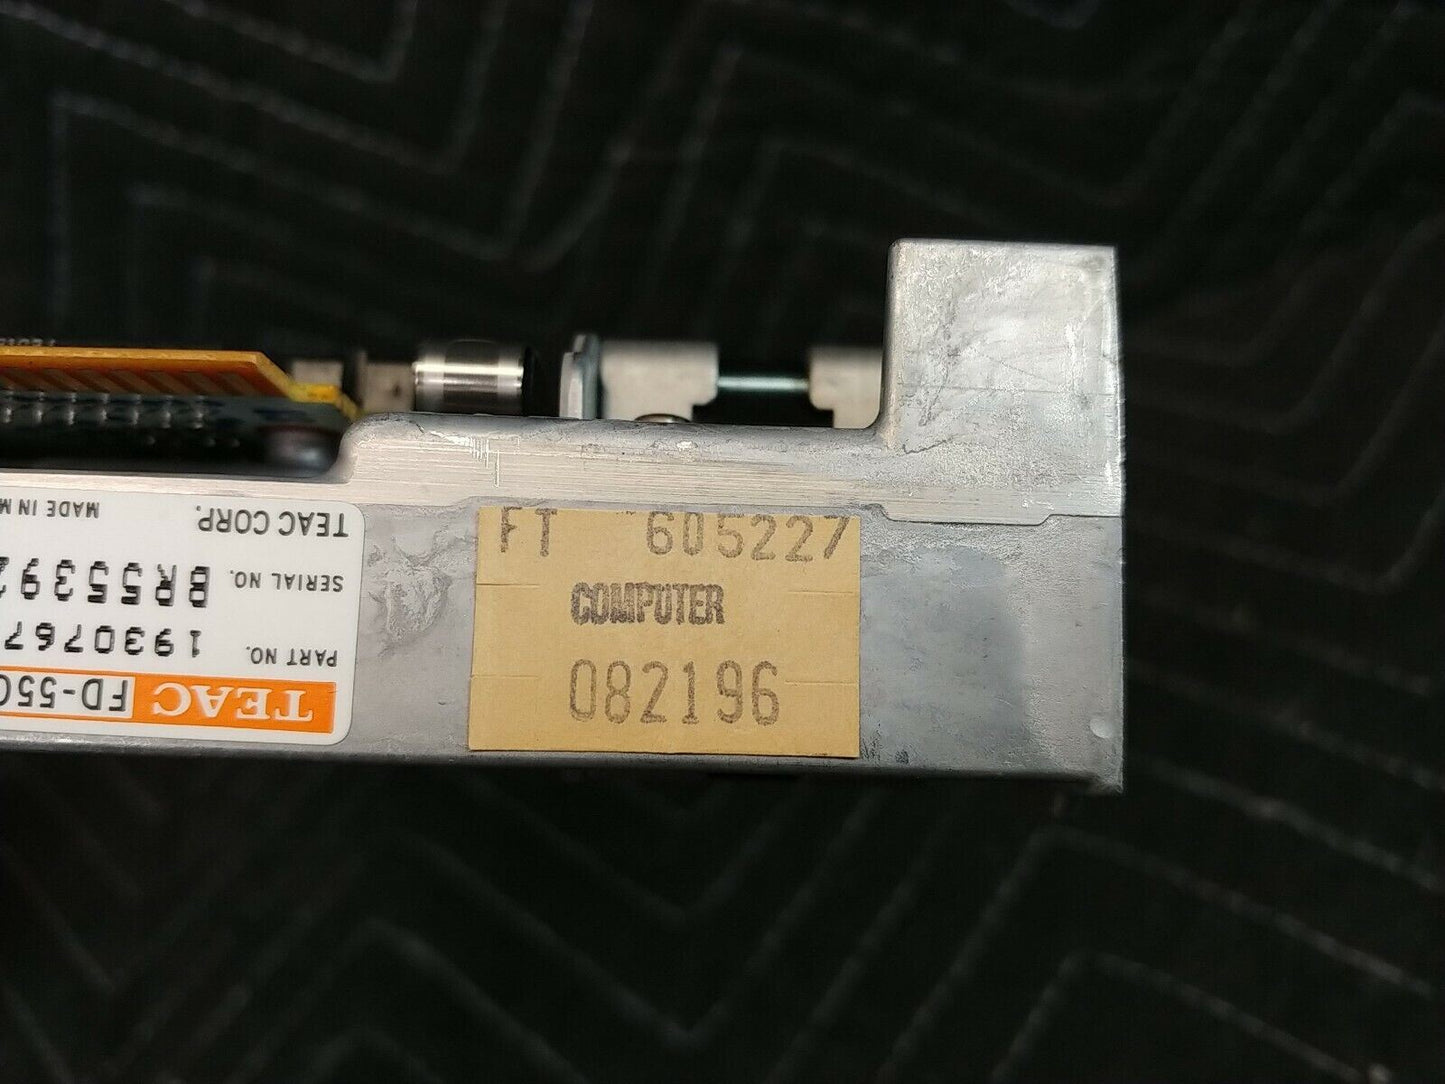 FT 605227
COMPUTER
082196
TEAC FD-55
PART NO. 1930767
SERIAL NO. BR5539
TEAC CORP. MADE IN